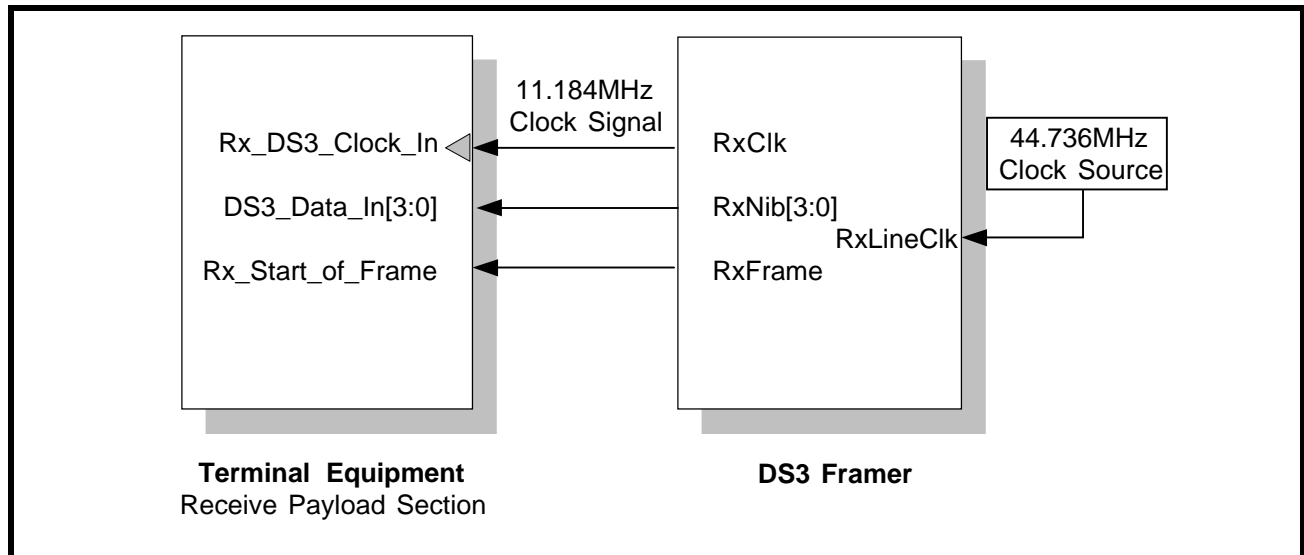 11.184MHz
Clock Signal
Rx_DS3_Clock_In
RxClk
44.736MHz
Clock Source
DS3_Data_In[3:0]
RxNib[3:0]
RxLineClk
Rx_Start_of_Frame
RxFrame
Terminal Equipment
Receive Payload Section
DS3 Framer